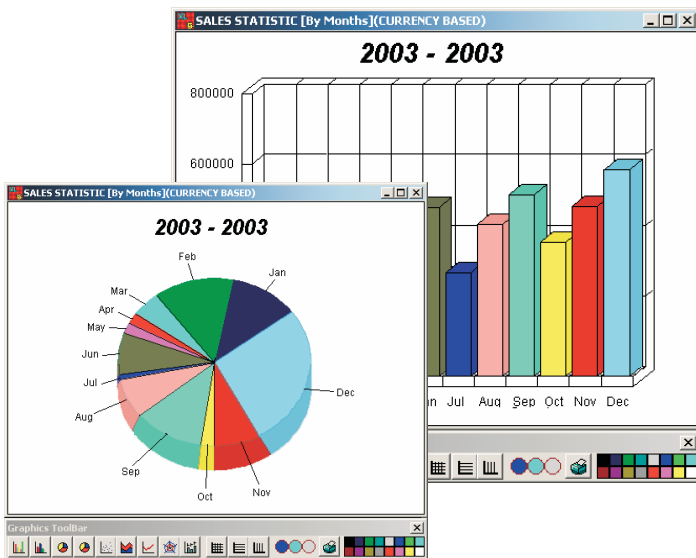 SALES STATISTIC [By Months](CURRENCY BASED)
2003 - 2003
800000
600000
Jul Aug Sep Oct Nov Dec
SALES STATISTIC [By Months](CURRENCY BASED)
2003 - 2003
Feb
Jan
Mar
Apr
May
Jun
Jul
Dec
Aug
Sep
Oct
Nov
Graphics ToolBar